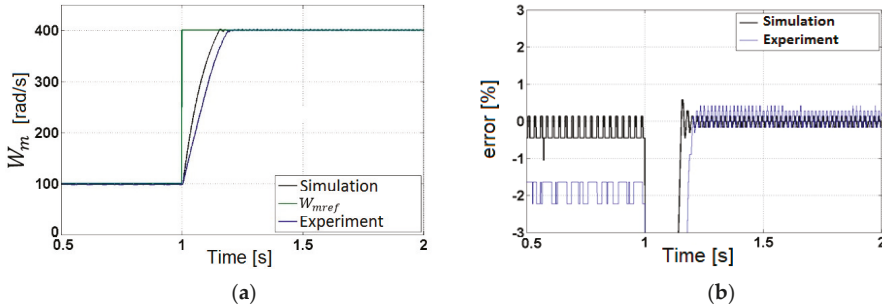 400
300
200
100
0
W_m [rad/s]
Simulation
W_mref
Experiment
0.5
1
1.5
2
Time [s]
(a)
3
2
1
0
-1
-2
-3
error [%]
Simulation
Experiment
0.5
1
1.5
2
Time [s]
(b)